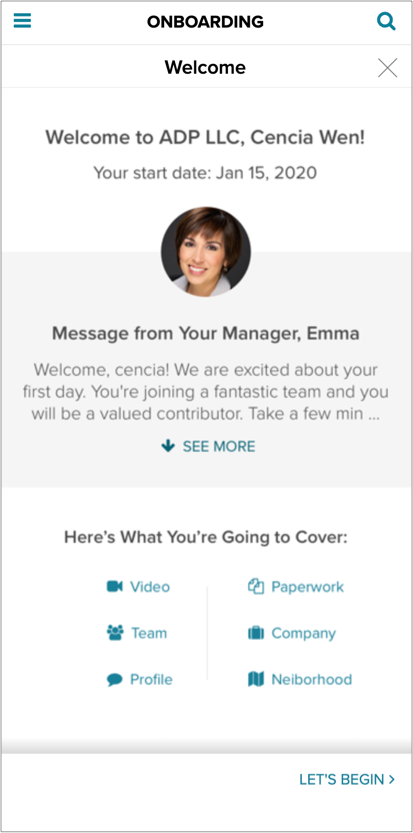 ONBOARDING
Welcome
Welcome to ADP LLC, Cencia Wen!
Your start date: Jan 15, 2020
Message from Your Manager, Emma
Welcome, cencia! We are excited about your
first day. You're joining a fantastic team and you
will be a valued contributor. Take a few min ...
SEE MORE
Here's What You're Going to Cover:
Video
Paperwork
Team
Company
Profile
Neiborhood
LET'S BEGIN >